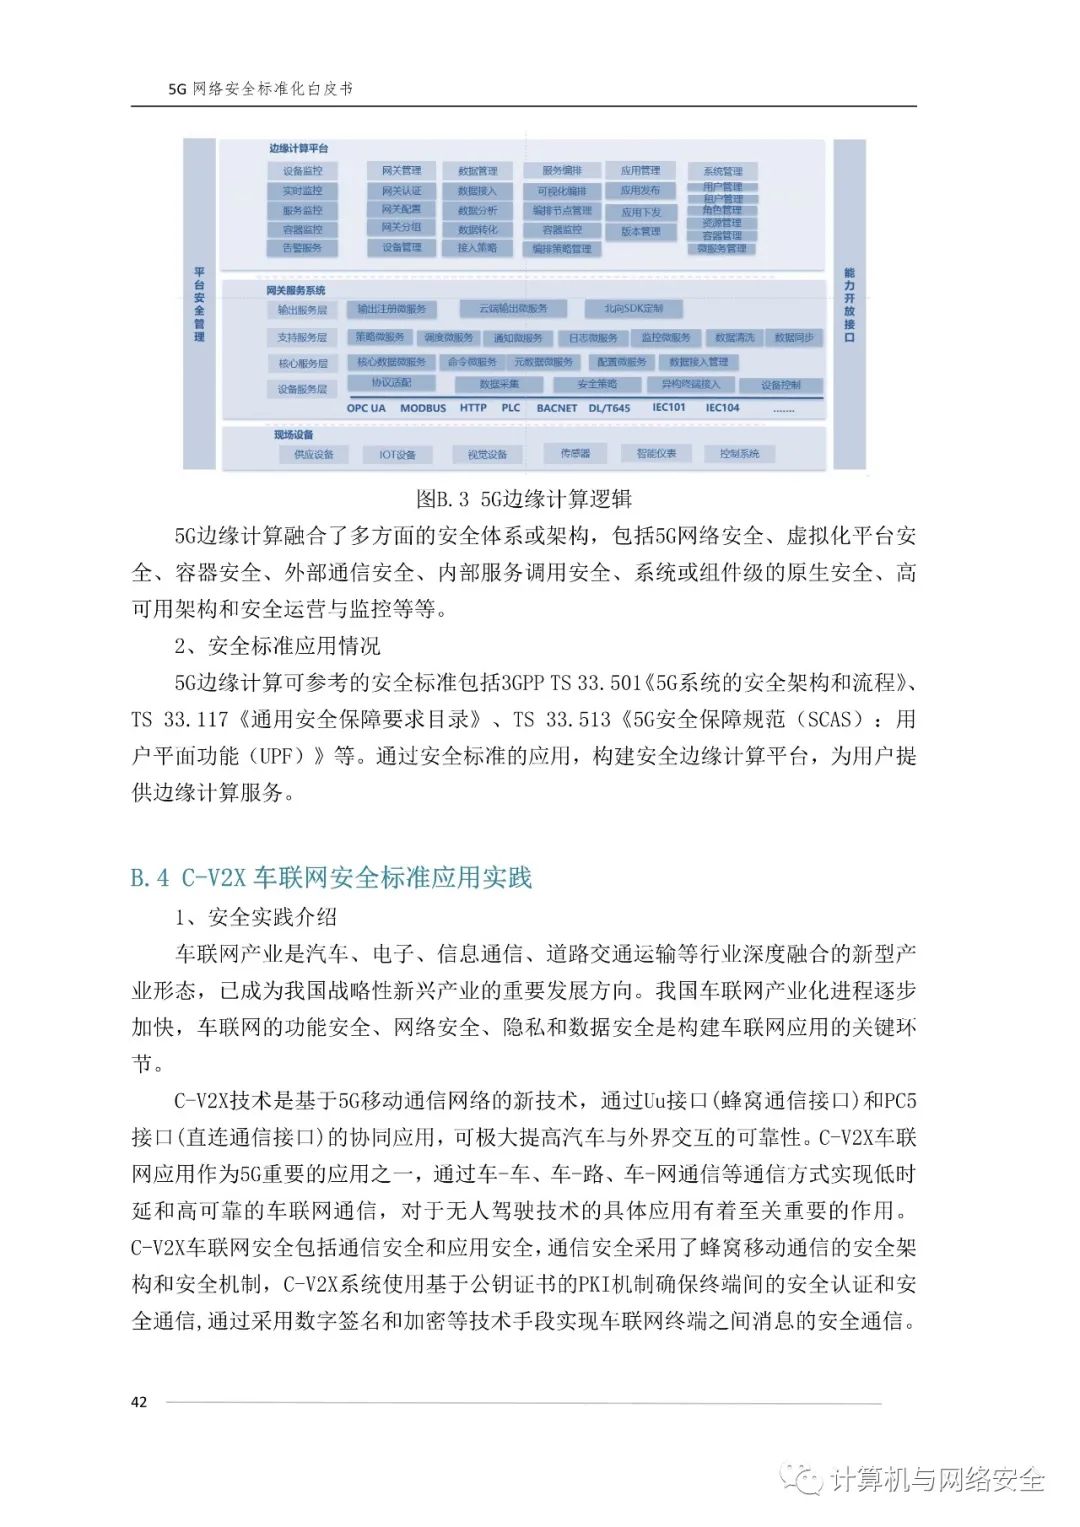 5G 网络安全标准化白皮书
平台安全管理
能力开放接口
边缘计算平台
设备监控 网关管理 数据管理 服务编排 应用管理 系统管理
实时监控 网关认证 数据接入 可视化编排 应用发布 用户管理
租户管理
服务监控 网关配置 数据分析 编排节点管理 应用下发 角色管理
资源管理
容器监控 网关分组 数据转化 容器监控 版本管理 容器管理
告警服务 设备管理 接入策略 编排策略管理 微服务管理
网关服务系统
输出服务层 输出注册微服务 云端输出微服务 北向SDK定制
支持服务层 策略微服务 调度微服务 通知微服务 日志微服务 监控微服务 数据清洗 数据同步
核心服务层 核心数据微服务 命令微服务 元数据微服务 配置微服务 数据接入管理
设备服务层 协议适配 数据采集 安全策略 异构终端接入 设备控制
OPC UA MODBUS HTTP PLC BACNET DL/T645 IEC101 IEC104 .......
现场设备
供应设备 IOT设备 视觉设备 传感器 智能仪表 控制系统
图B.3 5G边缘计算逻辑
5G边缘计算融合了多方面的安全体系或架构，包括5G网络安全、虚拟化平台安
全、容器安全、外部通信安全、内部服务调用安全、系统或组件级的原生安全、高
可用架构和安全运营与监控等等。
2、安全标准应用情况
5G边缘计算可参考的安全标准包括3GPP TS 33.501《5G系统的安全架构和流程》、
TS 33.117《通用安全保障要求目录》、TS 33.513《5G安全保障规范（SCAS）：用
户平面功能（UPF）》等。通过安全标准的应用，构建安全边缘计算平台，为用户提
供边缘计算服务。
B.4 C-V2X 车联网安全标准应用实践
1、安全实践介绍
车联网产业是汽车、电子、信息通信、道路交通运输等行业深度融合的新型产
业形态，已成为我国战略性新兴产业的重要发展方向。我国车联网产业化进程逐步
加快，车联网的功能安全、网络安全、隐私和数据安全是构建车联网应用的关键环
节。
C-V2X技术是基于5G移动通信网络的新技术，通过Uu接口(蜂窝通信接口)和PC5
接口(直连通信接口)的协同应用，可极大提高汽车与外界交互的可靠性。C-V2X车联
网应用作为5G重要的应用之一，通过车-车、车-路、车-网通信等通信方式实现低时
延和高可靠的车联网通信，对于无人驾驶技术的具体应用有着至关重要的作用。
C-V2X车联网安全包括通信安全和应用安全，通信安全采用了蜂窝移动通信的安全架
构和安全机制，C-V2X系统使用基于公钥证书的PKI机制确保终端间的安全认证和安
全通信,通过采用数字签名和加密等技术手段实现车联网终端之间消息的安全通信。
42
计算机与网络安全